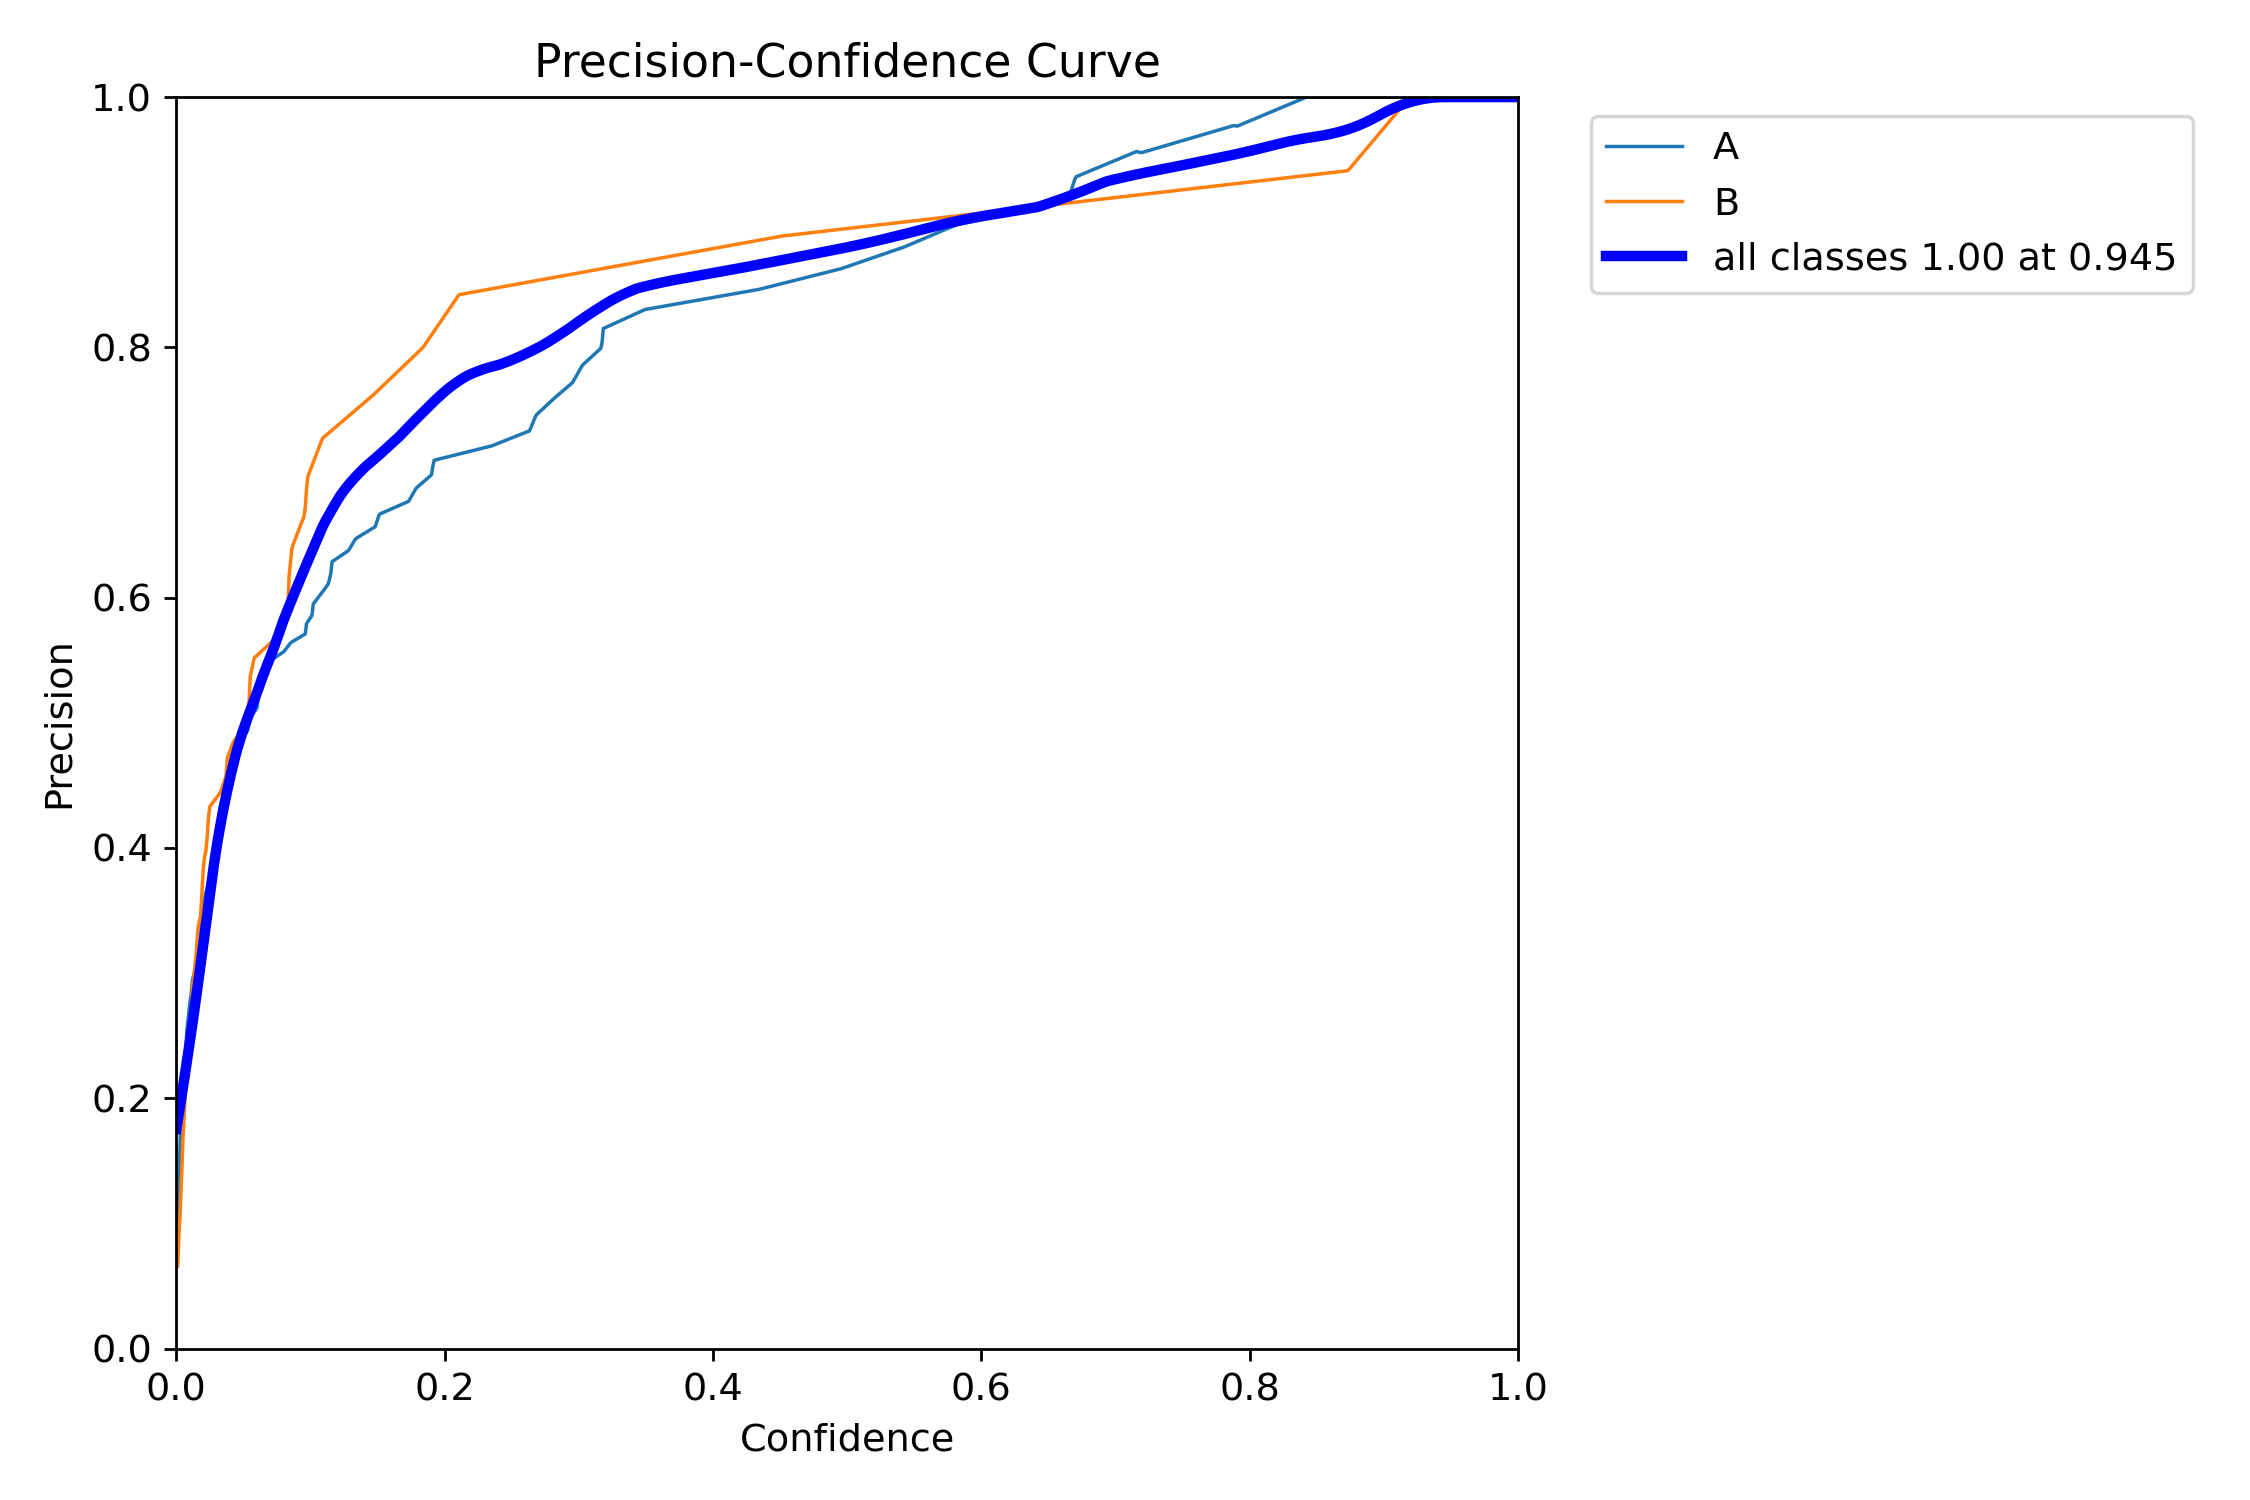 Precision-Confidence Curve
1.0
0.8
0.6
0.4
0.2
0.0
Precision
0.0 0.2 0.4 0.6 0.8 1.0
Confidence
A
B
all classes 1.00 at 0.945